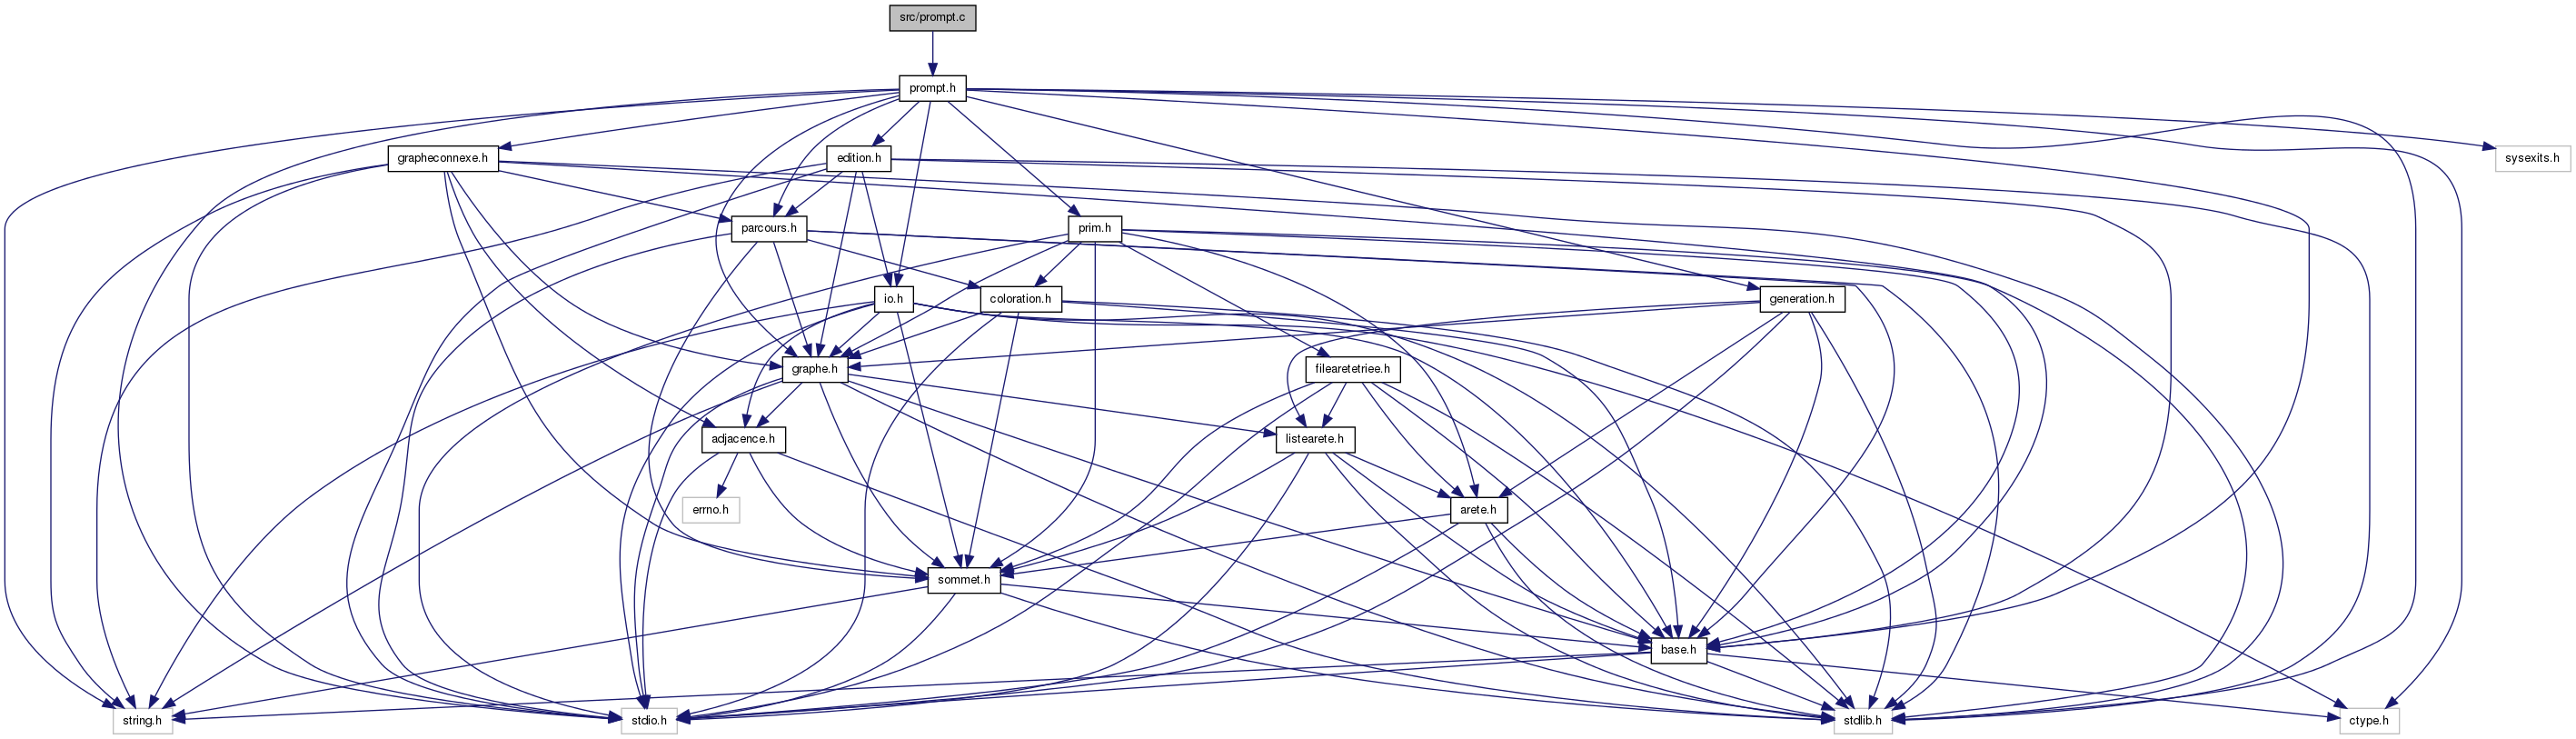 src/prompt.c
prompt.h
grapheconnexe.h
edition.h
sysexits.h
parcours.h
prim.h
io.h
coloration.h
generation.h
graphe.h
filearetetriee.h
adjacence.h
listearete.h
errno.h
arete.h
sommet.h
base.h
string.h
stdio.h
stdlib.h
ctype.h